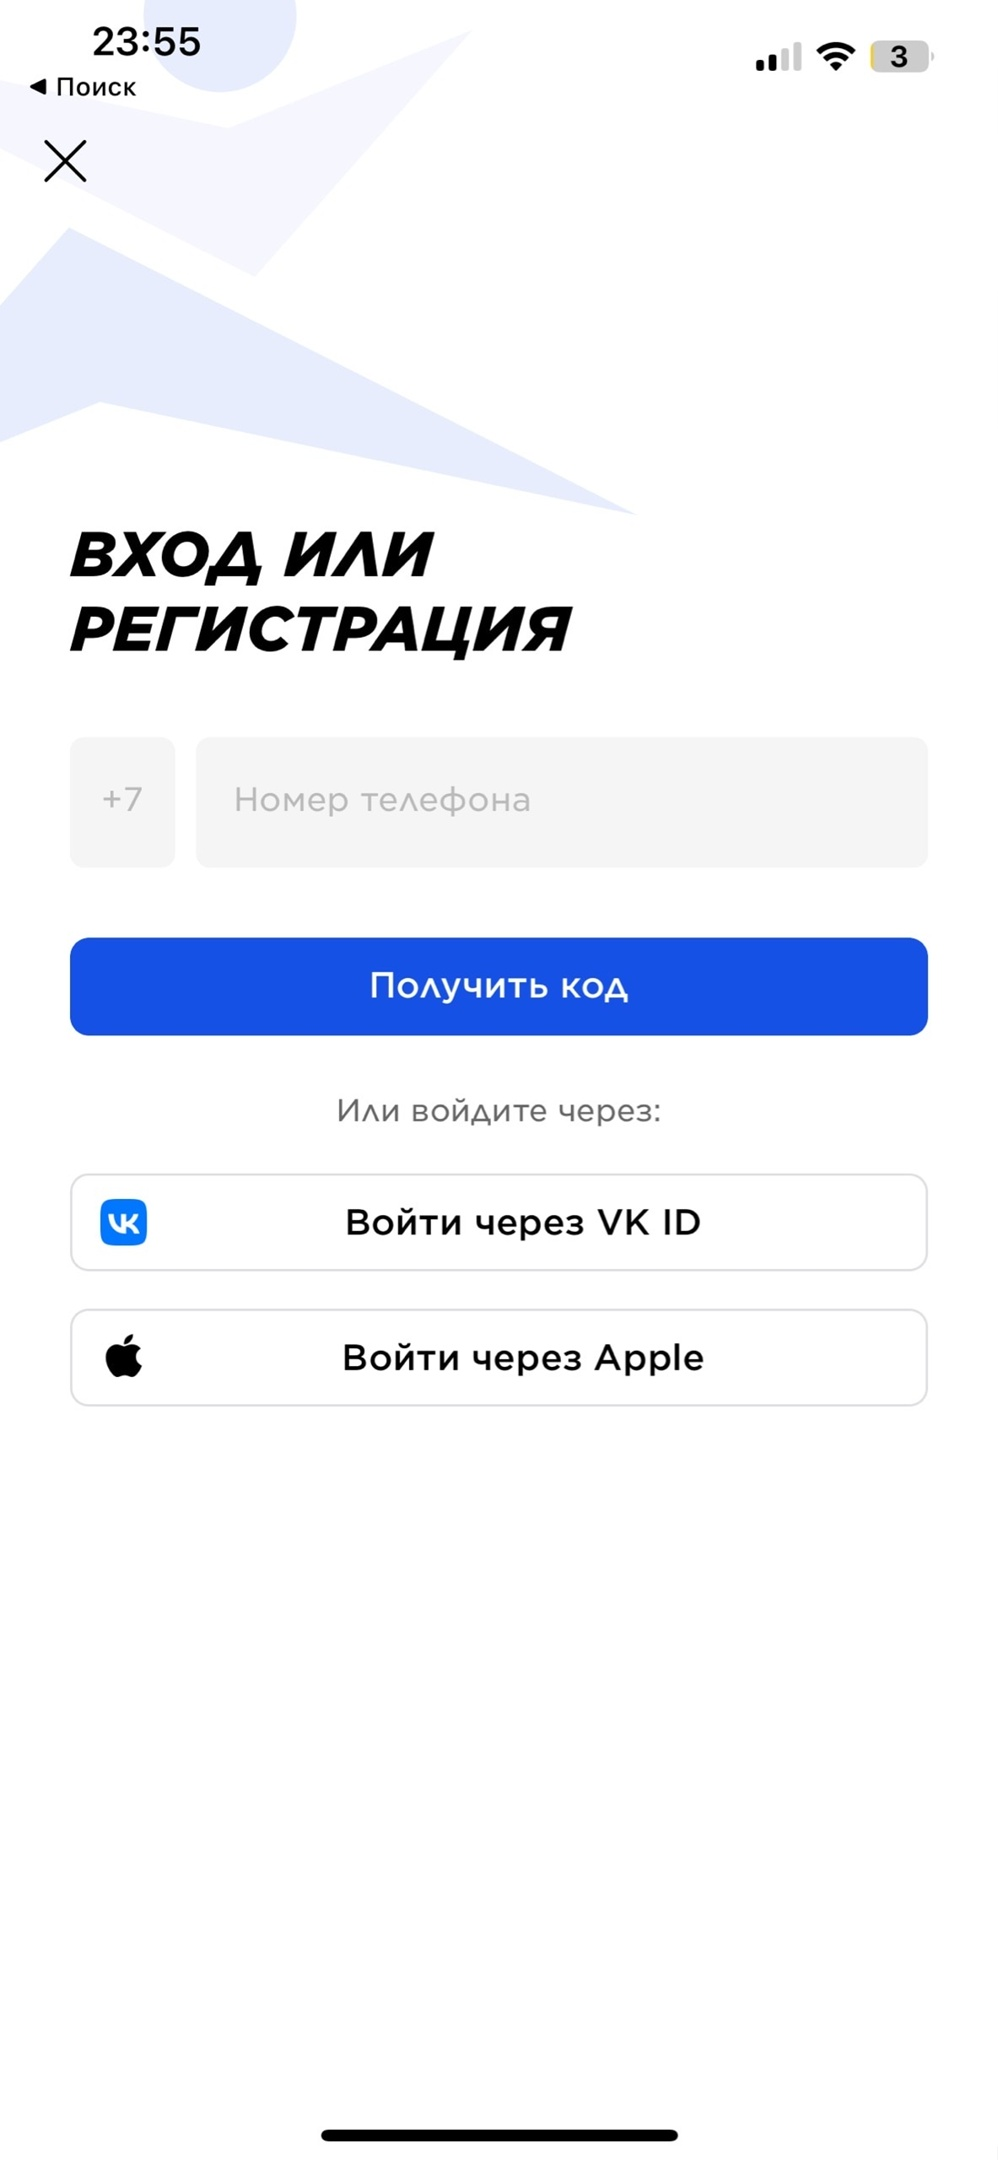 23:55
3
◀ Поиск
ВХОД ИЛИ
РЕГИСТРАЦИЯ
+7
Номер телефона
Получить код
Или войдите через:
Войти через VK ID
Войти через Apple